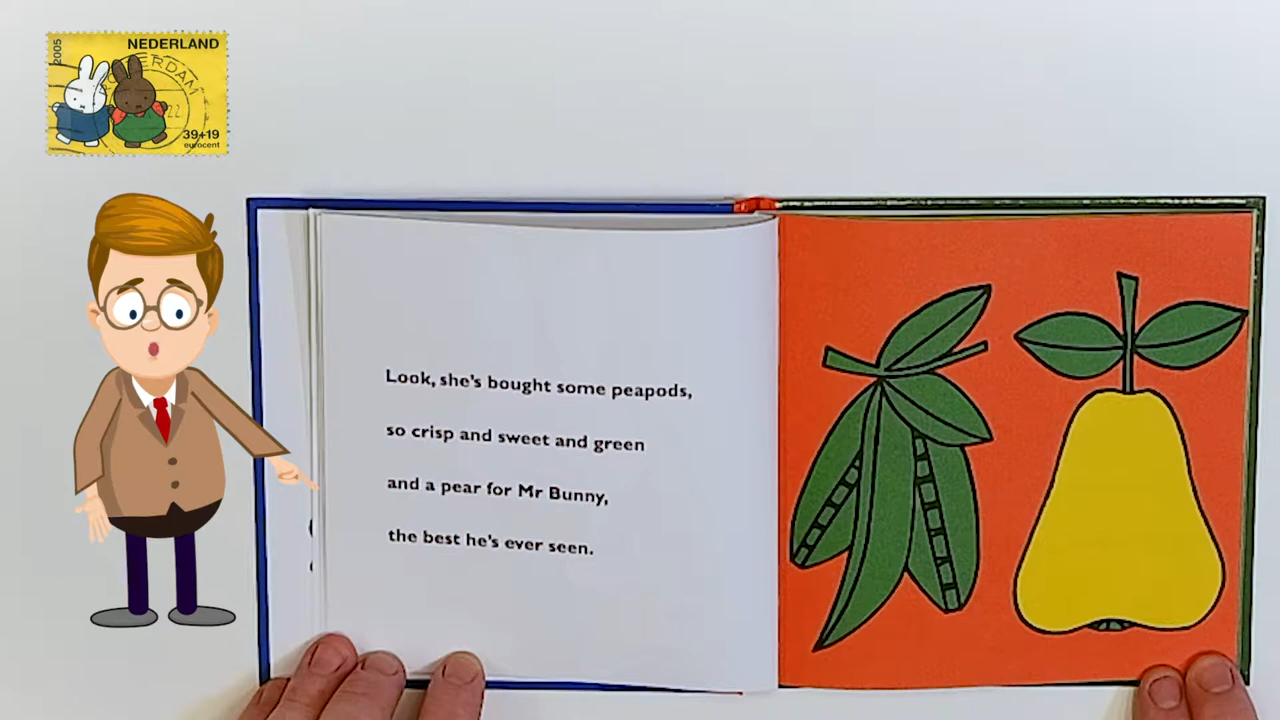 2005
NEDERLAND
39+19
eurocent
Look, she's bought some peapods,
so crisp and sweet and green
and a pear for Mr Bunny,
the best he's ever seen.